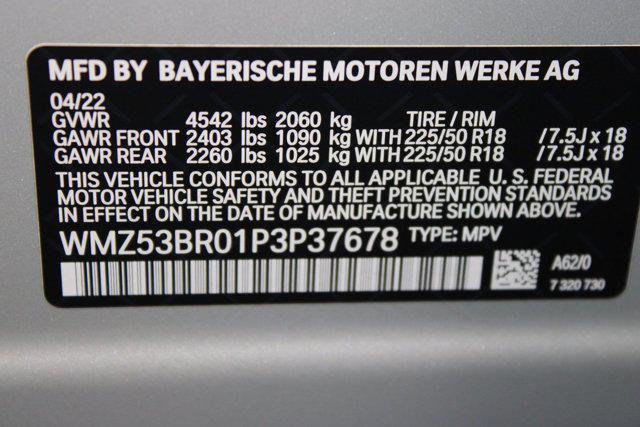 MFD BY BAYERISCHE MOTOREN WERKE AG
04/22
GVWR 4542 lbs 2060 kg TIRE / RIM
GAWR FRONT 2403 lbs 1090 kg WITH 225/50 R18 /7.5J x 18
GAWR REAR 2260 lbs 1025 kg WITH 225/50 R18 /7.5J x 18
THIS VEHICLE CONFORMS TO ALL APPLICABLE U. S. FEDERAL
MOTOR VEHICLE SAFETY AND THEFT PREVENTION STANDARDS
IN EFFECT ON THE DATE OF MANUFACTURE SHOWN ABOVE.
WMZ53BR01P3P37678 TYPE: MPV
A62/0
7 320 730